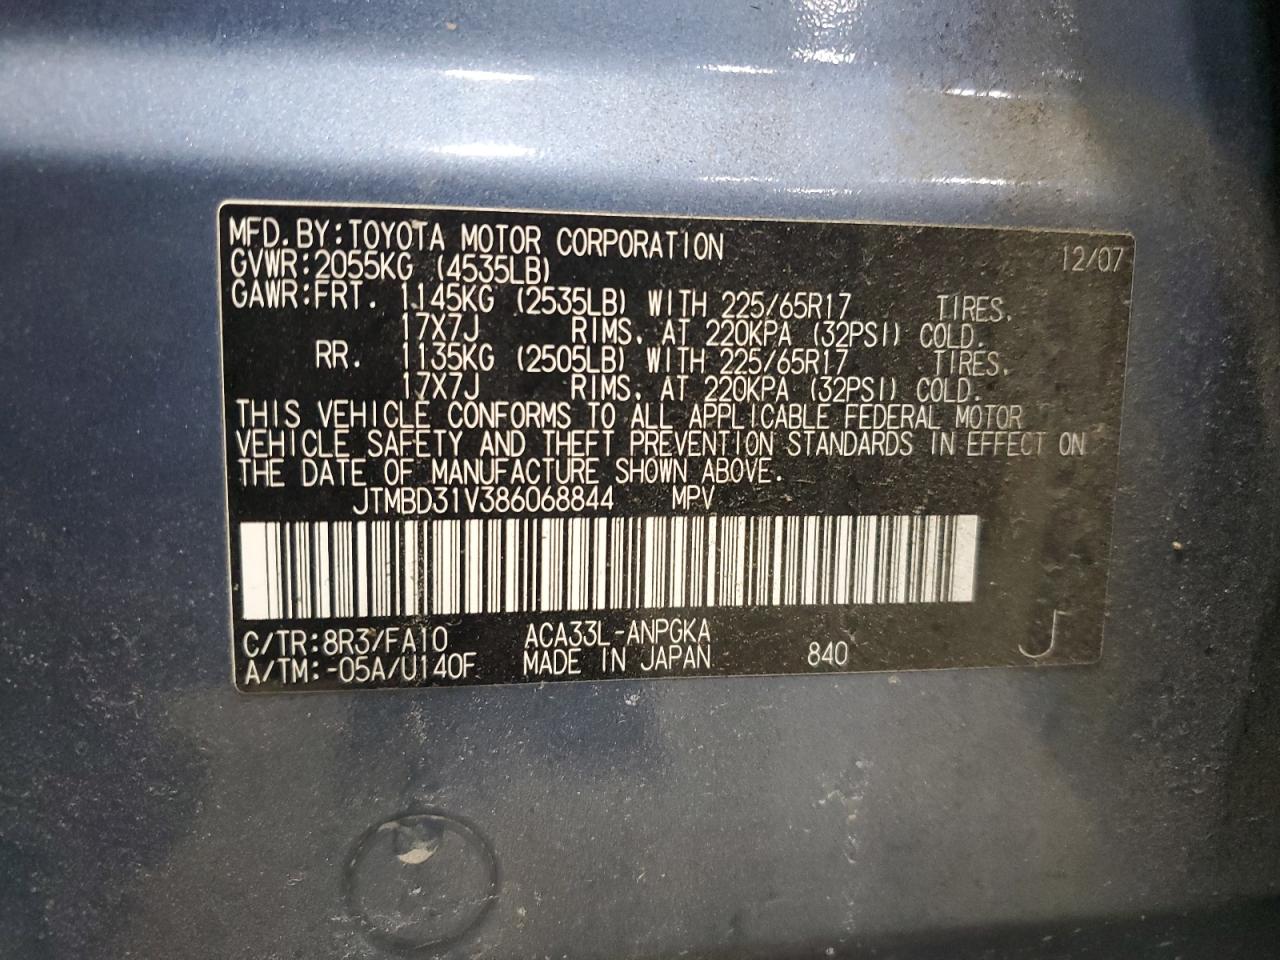 MFD.BY:TOYOTA MOTOR CORPORATION 12/07
GVWR:2055KG (4535LB)
GAWR:FRT. 1145KG (2535LB) WITH 225/65R17 TIRES,
17X7J RIMS, AT 220KPA (32PSI) COLD.
RR. 1135KG (2505LB) WITH 225/65R17 TIRES,
17X7J RIMS, AT 220KPA (32PSI) COLD.
THIS VEHICLE CONFORMS TO ALL APPLICABLE FEDERAL MOTOR
VEHICLE SAFETY AND THEFT PREVENTION STANDARDS IN EFFECT ON
THE DATE OF MANUFACTURE SHOWN ABOVE.
JTMBD31V386068844 MPV
C/TR:8R3/FA10 ACA33L-ANPGKA J
A/TM:-05A/U140F MADE IN JAPAN 840